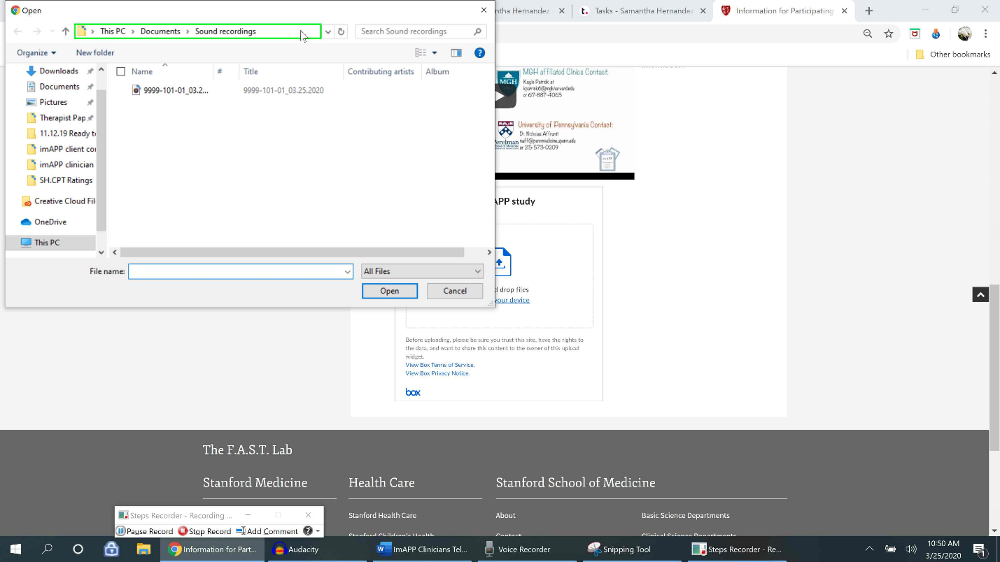 Open
ntha Hernandez
Tasks - Samantha Hernandez
Information for Participating
This PC > Documents > Sound recordings
Search Sound recordings
Other bookmarks
Organize
New folder
Downloads
Documents
Pictures
Therapist Pap
11.12.19 Ready to
imAPP client co
imAPP clinician
SH.CPT Ratings
Creative Cloud Fil
OneDrive
This PC
Name
#
Title
Contributing artists
Album
9999-101-01_03.2...
9999-101-01_03.25.2020
File name:
All Files
Open
Cancel
MGH
MGH affiliated Clinics Contact:
Kayla Patrick at
kpatrick6@mgh.harvard.edu
or 617-887-4063
Perelman
University of Pennsylvania Contact:
Dr. Nicholas Affrunti
naff@pennmedicine.upenn.edu
or 215-573-0209
imAPP
APP study
d drop files
your device
Before uploading, please be sure you trust this site, have the rights to
the data, and want to share this content to the owner of this upload
widget.
View Box Terms of Service.
View Box Privacy Notice.
box
The F.A.S.T. Lab
Stanford Medicine
Health Care
Stanford School of Medicine
Stanford Health Care
About
Basic Science Departments
Stanford Children's Health
Contact
Clinical Science Departments
Steps Recorder - Recording ...
Pause Record
Stop Record
Add Comment
Information for Part...
Audacity
ImAPP Clinicians Tel...
Voice Recorder
Snipping Tool
Steps Recorder - Re...
10:50 AM
3/25/2020
1